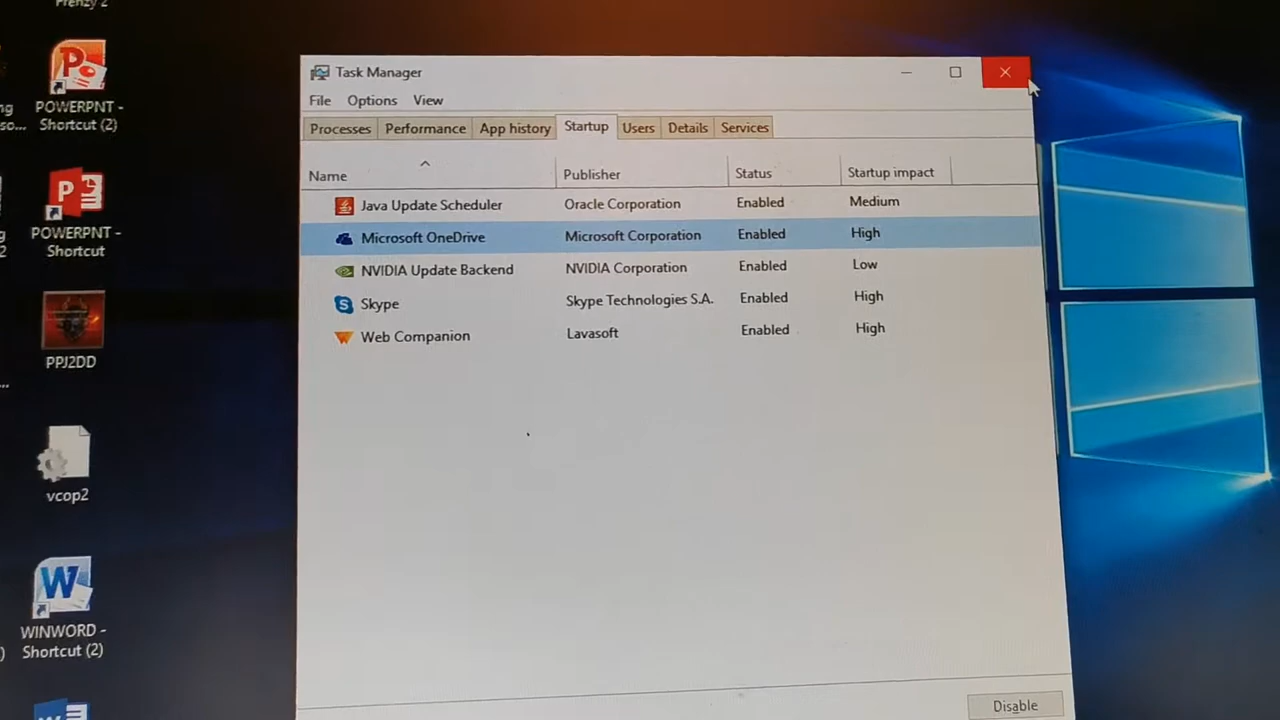 Frenzy 2
POWERPNT -
Shortcut (2)
POWERPNT -
Shortcut
PPJ2DD
vcop2
WINWORD -
Shortcut (2)
Task Manager
File Options View
Processes Performance App history Startup Users Details Services
Name Publisher Status Startup impact
Java Update Scheduler Oracle Corporation Enabled Medium
Microsoft OneDrive Microsoft Corporation Enabled High
NVIDIA Update Backend NVIDIA Corporation Enabled Low
Skype Skype Technologies S.A. Enabled High
Web Companion Lavasoft Enabled High
Disable